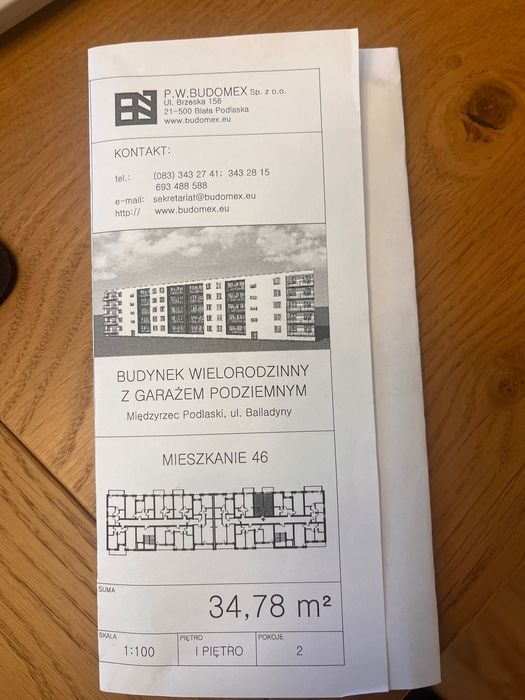 P.W.BUDOMEX Sp. z o.o.
Ul. Brzeska 156
21-500 Biała Podlaska
www.budomex.eu
KONTAKT:
tel.: (083) 343 27 41; 343 28 15
693 488 588
e-mail: sekretariat@budomex.eu
http:// www.budomex.eu
BUDYNEK WIELORODZINNY
Z GARAŻEM PODZIEMNYM
Międzyrzec Podlaski, ul. Balladyny
MIESZKANIE 46
SUMA
34,78 m²
SKALA PIĘTRO POKOJE
1:100 I PIĘTRO 2